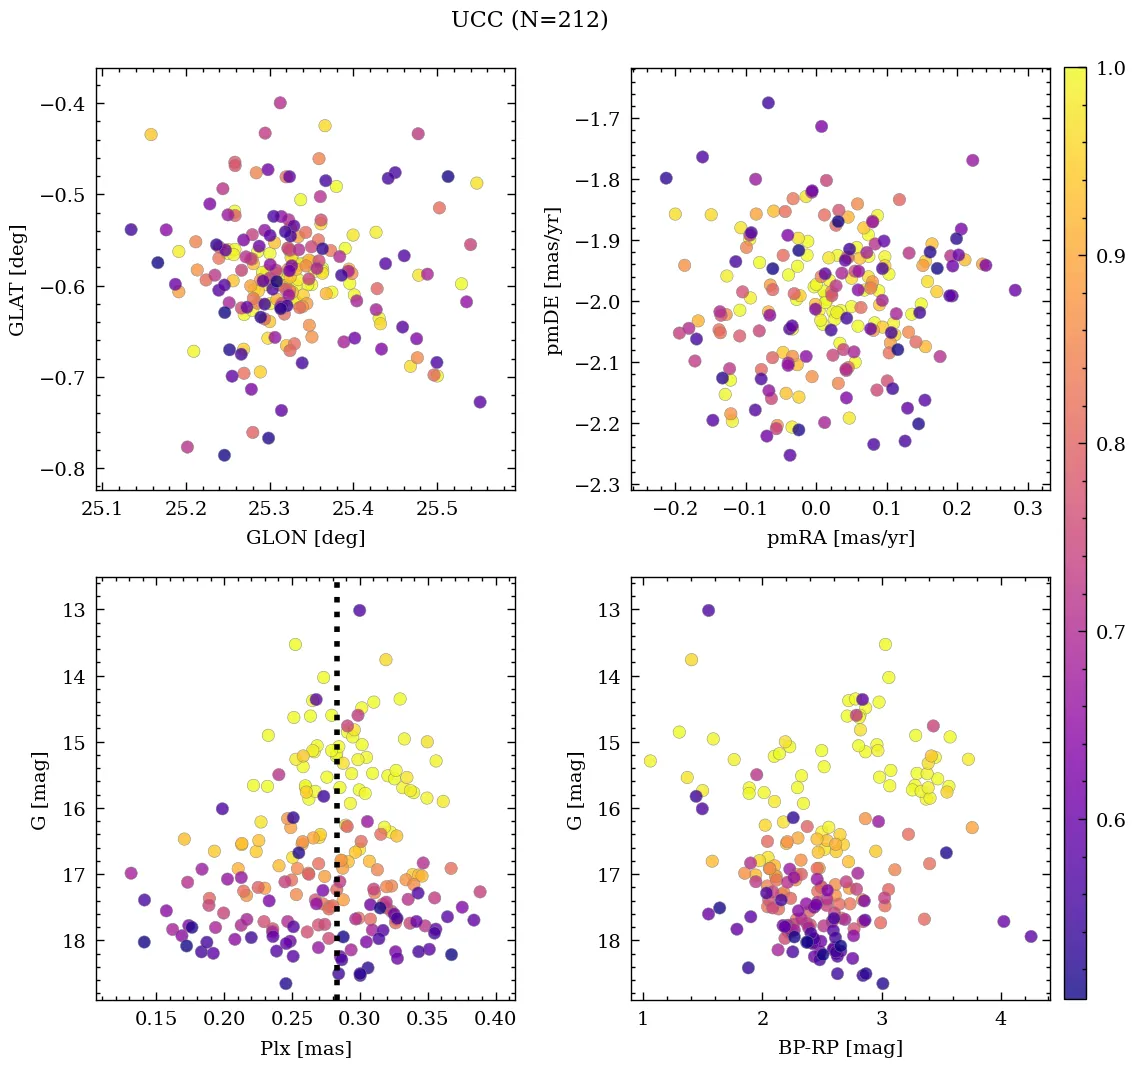 UCC (N=212)
−0.4
−0.5
−0.6
−0.7
−0.8
GLAT [deg]
25.1 25.2 25.3 25.4 25.5
GLON [deg]
−1.7
−1.8
−1.9
−2.0
−2.1
−2.2
−2.3
pmDE [mas/yr]
−0.2 −0.1 0.0 0.1 0.2 0.3
pmRA [mas/yr]
1.0
0.9
0.8
0.7
0.6
13
14
15
16
17
18
G [mag]
0.15 0.20 0.25 0.30 0.35 0.40
Plx [mas]
13
14
15
16
17
18
G [mag]
1 2 3 4
BP-RP [mag]